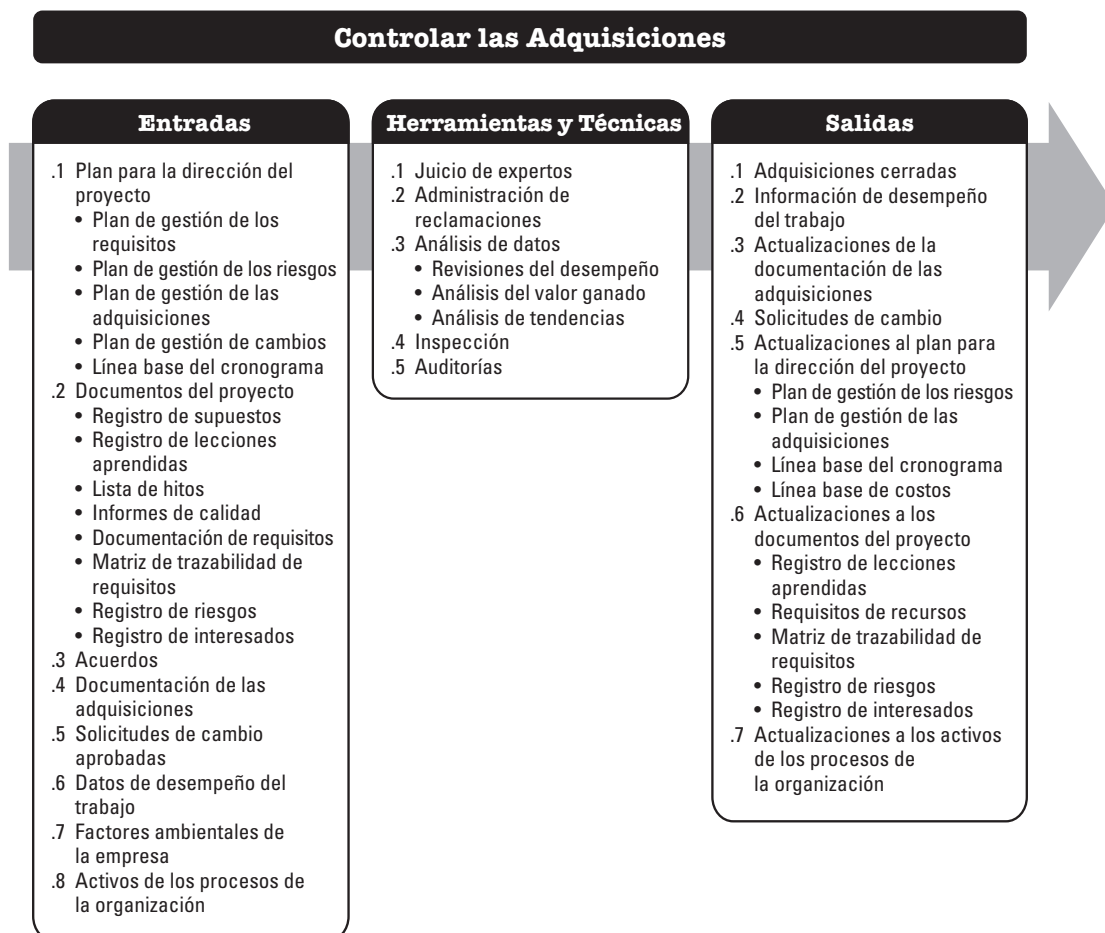 Controlar las Adquisiciones
Entradas
.1 Plan para la dirección del
proyecto
• Plan de gestión de los
requisitos
• Plan de gestión de los riesgos
• Plan de gestión de las
adquisiciones
• Plan de gestión de cambios
• Línea base del cronograma
.2 Documentos del proyecto
• Registro de supuestos
• Registro de lecciones
aprendidas
• Lista de hitos
• Informes de calidad
• Documentación de requisitos
• Matriz de trazabilidad de
requisitos
• Registro de riesgos
• Registro de interesados
.3 Acuerdos
.4 Documentación de las
adquisiciones
.5 Solicitudes de cambio
aprobadas
.6 Datos de desempeño del
trabajo
.7 Factores ambientales de
la empresa
.8 Activos de los procesos de
la organización
Herramientas y Técnicas
.1 Juicio de expertos
.2 Administración de
reclamaciones
.3 Análisis de datos
• Revisiones del desempeño
• Análisis del valor ganado
• Análisis de tendencias
.4 Inspección
.5 Auditorías
Salidas
.1 Adquisiciones cerradas
.2 Información de desempeño
del trabajo
.3 Actualizaciones de la
documentación de las
adquisiciones
.4 Solicitudes de cambio
.5 Actualizaciones al plan para
la dirección del proyecto
• Plan de gestión de los riesgos
• Plan de gestión de las
adquisiciones
• Línea base del cronograma
• Línea base de costos
.6 Actualizaciones a los
documentos del proyecto
• Registro de lecciones
aprendidas
• Requisitos de recursos
• Matriz de trazabilidad de
requisitos
• Registro de riesgos
• Registro de interesados
.7 Actualizaciones a los activos
de los procesos de
la organización